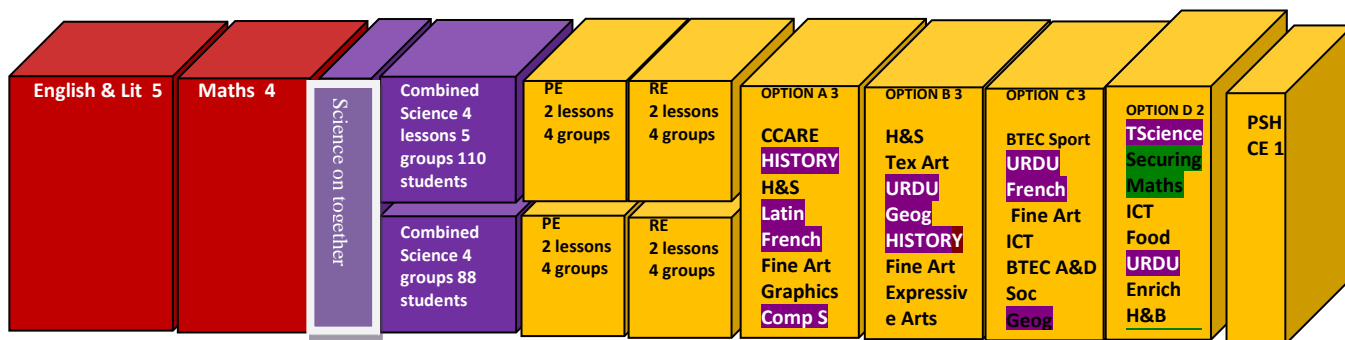 English & Lit 5
Maths 4
Science on together
Combined
Science 4
lessons 5
groups 110
students
Combined
Science 4
groups 88
students
PE
2 lessons
4 groups
PE
2 lessons
4 groups
RE
2 lessons
4 groups
RE
2 lessons
4 groups
OPTION A 3
CCARE
HISTORY
H&S
Latin
French
Fine Art
Graphics
Comp S
OPTION B 3
H&S
Tex Art
URDU
Geog
HISTORY
Fine Art
Expressiv
e Arts
OPTION C 3
BTEC Sport
URDU
French
Fine Art
ICT
BTEC A&D
Soc
Geog
OPTION D 2
TScience
Securing
Maths
ICT
Food
URDU
Enrich
H&B
PSH
CE 1